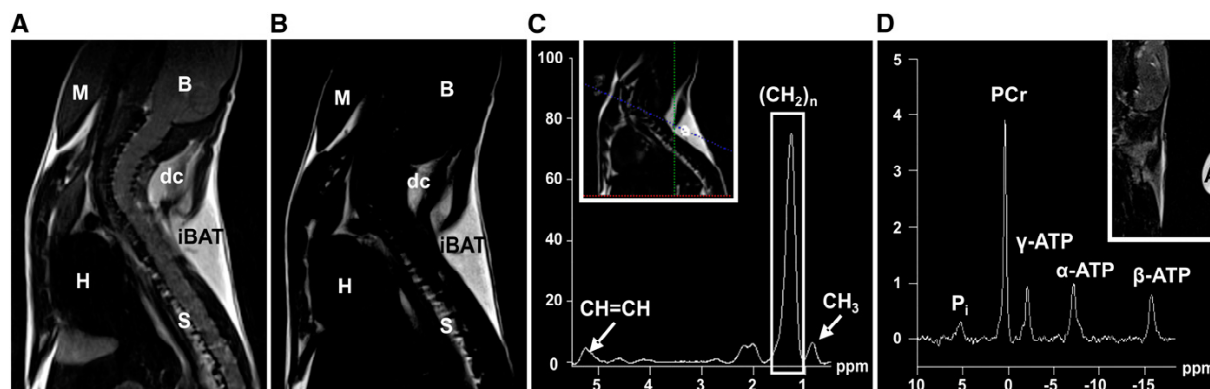 A
M
B
dc
iBAT
H
S
B
M
B
dc
iBAT
H
S
C
100
80
60
40
20
0
(CH₂)n
CH=CH
CH₃
ppm
5 4 3 2 1
D
5
4
3
2
1
0
PCr
γ-ATP
α-ATP
β-ATP
Pi
A
10 5 0 -5 -10 -15 ppm